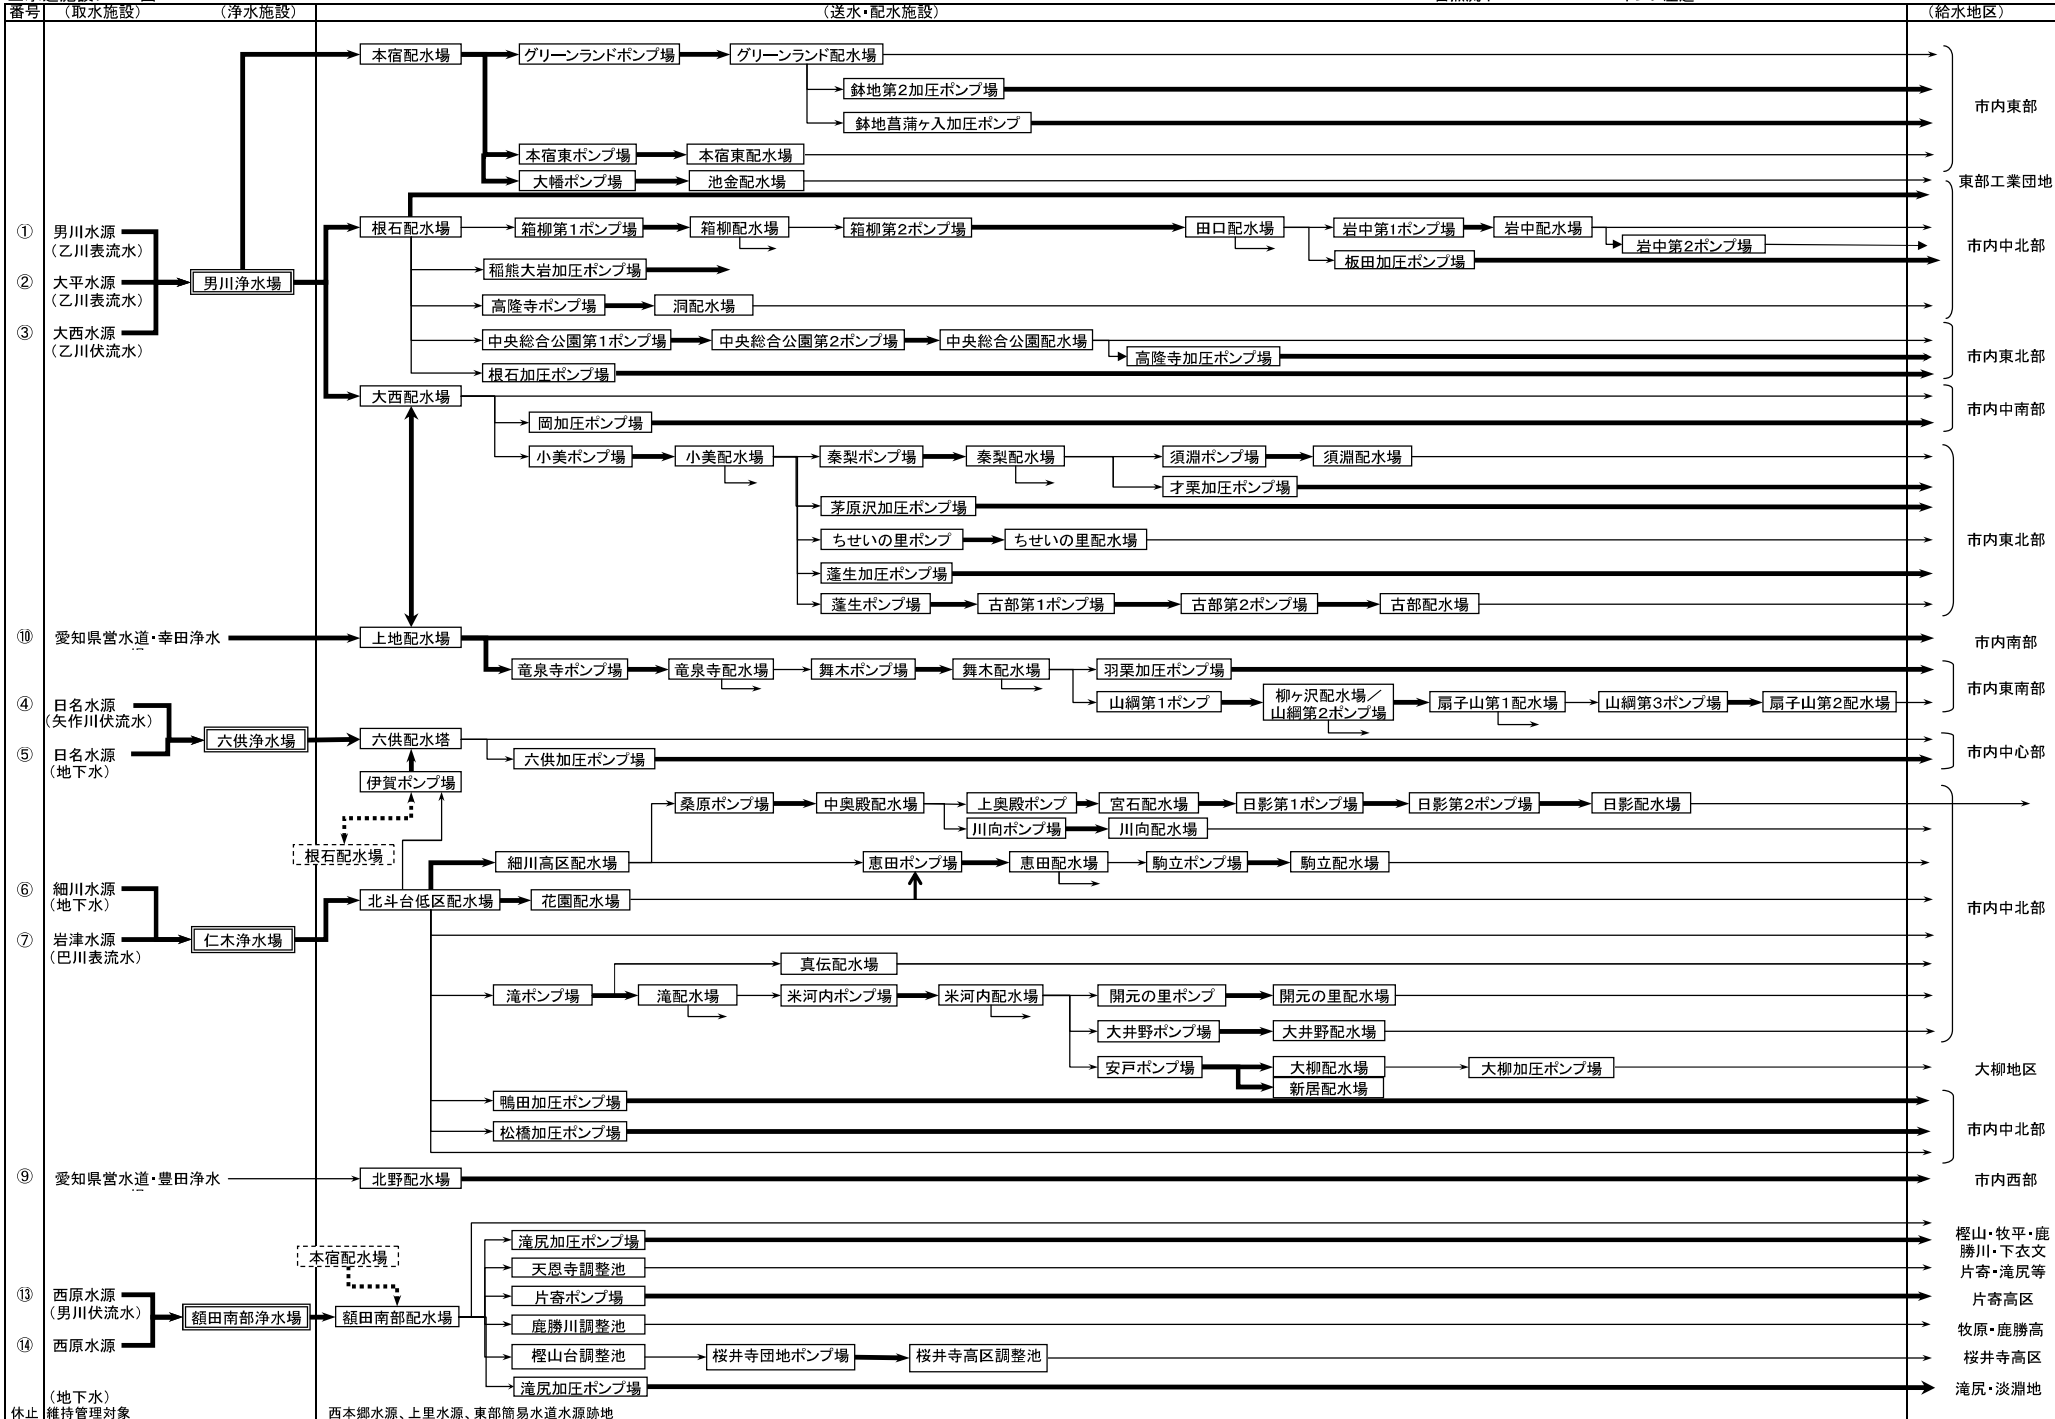 番号 (取水施設) (浄水施設) (送水・配水施設) (給水地区)
本宿配水場 グリーンランドポンプ場 グリーンランド配水場
鉢地第2加圧ポンプ場
市内東部
鉢地菖蒲ヶ入加圧ポンプ
本宿東ポンプ場 本宿東配水場
大幡ポンプ場 池金配水場 東部工業団地
① 男川水源 根石配水場 箱柳第1ポンプ場 箱柳配水場 箱柳第2ポンプ場 田口配水場 岩中第1ポンプ場 岩中配水場
(乙川表流水) 岩中第2ポンプ場 市内中北部
稲熊大岩加圧ポンプ場 板田加圧ポンプ場
② 大平水源 男川浄水場
(乙川表流水) 高隆寺ポンプ場 洞配水場
③ 大西水源 中央総合公園第1ポンプ場 中央総合公園第2ポンプ場 中央総合公園配水場
(乙川伏流水) 高隆寺加圧ポンプ場 市内東北部
根石加圧ポンプ場
大西配水場 市内中南部
岡加圧ポンプ場
小美ポンプ場 小美配水場 秦梨ポンプ場 秦梨配水場 須淵ポンプ場 須淵配水場
才栗加圧ポンプ場
茅原沢加圧ポンプ場
ちせいの里ポンプ ちせいの里配水場 市内東北部
蓬生加圧ポンプ場
蓬生ポンプ場 古部第1ポンプ場 古部第2ポンプ場 古部配水場
⑩ 愛知県営水道・幸田浄水 上地配水場 市内南部
竜泉寺ポンプ場 竜泉寺配水場 舞木ポンプ場 舞木配水場 羽栗加圧ポンプ場
市内東南部
④ 日名水源 山綱第1ポンプ 柳ヶ沢配水場/ 扇子山第1配水場 山綱第3ポンプ場 扇子山第2配水場
(矢作川伏流水) 山綱第2ポンプ場
六供浄水場 六供配水塔
⑤ 日名水源 六供加圧ポンプ場 市内中心部
(地下水)
伊賀ポンプ場
桑原ポンプ場 中奥殿配水場 上奥殿ポンプ 宮石配水場 日影第1ポンプ場 日影第2ポンプ場 日影配水場
川向ポンプ場 川向配水場
根石配水場
細川高区配水場 恵田ポンプ場 恵田配水場 駒立ポンプ場 駒立配水場
⑥ 細川水源
(地下水) 北斗台低区配水場 花園配水場 市内中北部
⑦ 岩津水源 仁木浄水場
(巴川表流水)
真伝配水場
滝ポンプ場 滝配水場 米河内ポンプ場 米河内配水場 開元の里ポンプ 開元の里配水場
大井野ポンプ場 大井野配水場
安戸ポンプ場 大柳配水場 大柳加圧ポンプ場 大柳地区
新居配水場
鴨田加圧ポンプ場
松橋加圧ポンプ場 市内中北部
⑨ 愛知県営水道・豊田浄水 北野配水場 市内西部
滝尻加圧ポンプ場 樫山・牧平・鹿
本宿配水場 勝川・下衣文
天恩寺調整池 片寄・滝尻等
⑬ 西原水源 片寄ポンプ場 片寄高区
(男川伏流水) 額田南部浄水場 額田南部配水場
鹿勝川調整池 牧原・鹿勝高
⑭ 西原水源 樫山台調整池 桜井寺団地ポンプ場 桜井寺高区調整池 桜井寺高区
滝尻加圧ポンプ場 滝尻・淡淵地
(地下水)
休止 維持管理対象 西本郷水源、上里水源、東部簡易水道水源跡地